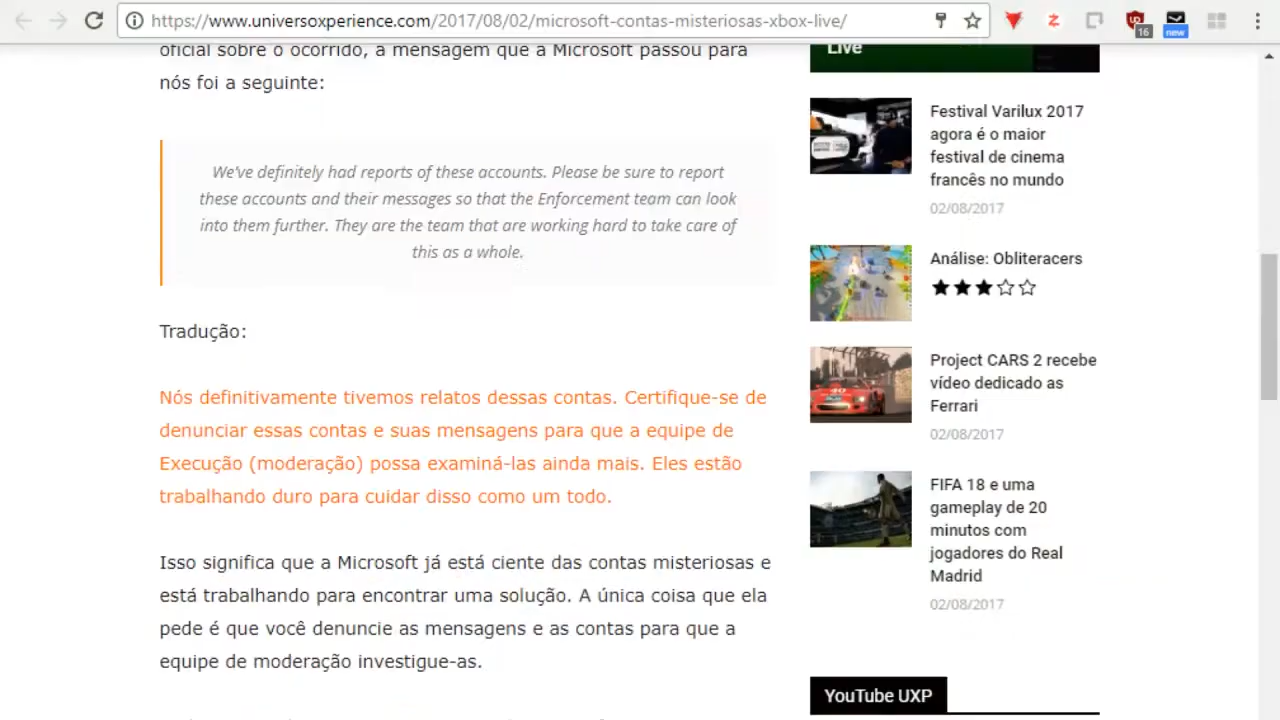 https://www.universoxperience.com/2017/08/02/microsoft-contas-misteriosas-xbox-live/
16
new
oficial sobre o ocorrido, a mensagem que a Microsoft passou para
nós foi a seguinte:
We've definitely had reports of these accounts. Please be sure to report
these accounts and their messages so that the Enforcement team can look
into them further. They are the team that are working hard to take care of
this as a whole.
Tradução:
Nós definitivamente tivemos relatos dessas contas. Certifique-se de
denunciar essas contas e suas mensagens para que a equipe de
Execução (moderação) possa examiná-las ainda mais. Eles estão
trabalhando duro para cuidar disso como um todo.
Isso significa que a Microsoft já está ciente das contas misteriosas e
está trabalhando para encontrar uma solução. A única coisa que ela
pede é que você denuncie as mensagens e as contas para que a
equipe de moderação investigue-as.
Live
Festival Varilux 2017
agora é o maior
festival de cinema
francês no mundo
02/08/2017
Análise: Obliteracers
Project CARS 2 recebe
vídeo dedicado as
Ferrari
02/08/2017
FIFA 18 e uma
gameplay de 20
minutos com
jogadores do Real
Madrid
02/08/2017
YouTube UXP